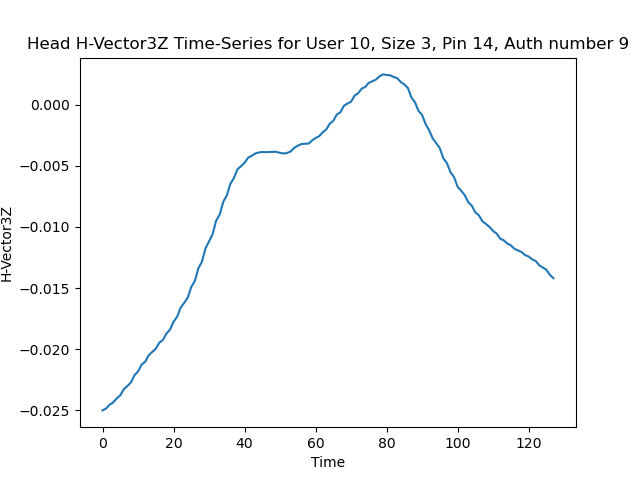 Head H-Vector3Z Time-Series for User 10, Size 3, Pin 14, Auth number 9
H-Vector3Z
0.000
−0.005
−0.010
−0.015
−0.020
−0.025
0 20 40 60 80 100 120
Time